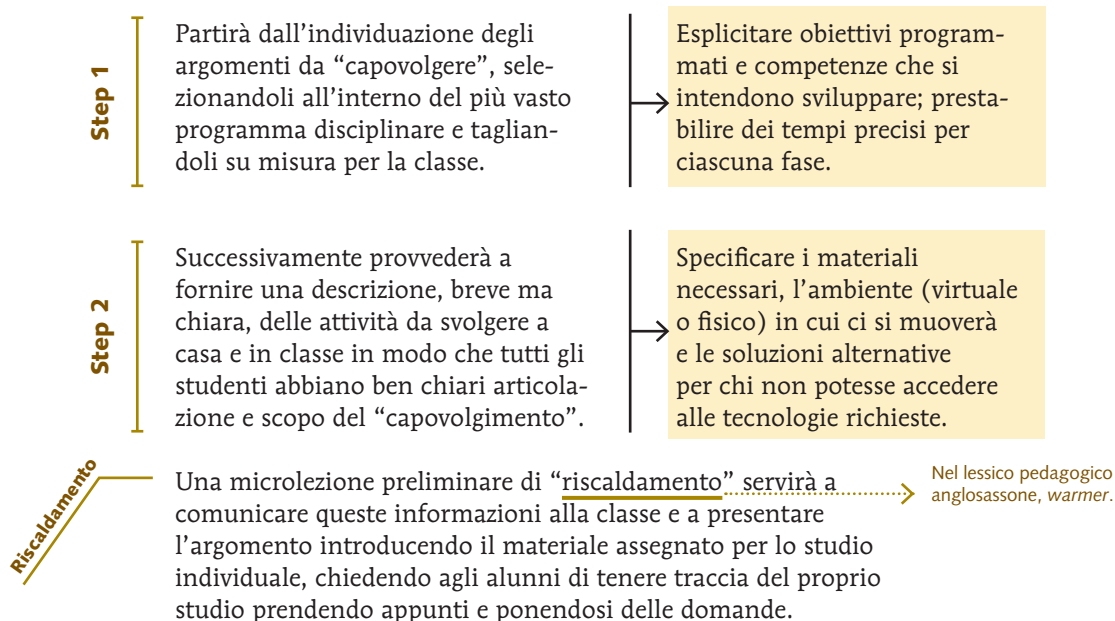 Step 1
Partirà dall’individuazione degli
argomenti da “capovolgere”, sele-
zionandoli all’interno del più vasto
programma disciplinare e taglian-
doli su misura per la classe.
Esplicitare obiettivi program-
mati e competenze che si
intendono sviluppare; presta-
bilire dei tempi precisi per
ciascuna fase.
Step 2
Successivamente provvederà a
fornire una descrizione, breve ma
chiara, delle attività da svolgere a
casa e in classe in modo che tutti gli
studenti abbiano ben chiari articola-
zione e scopo del “capovolgimento”.
Specificare i materiali
necessari, l’ambiente (virtuale
o fisico) in cui ci si muoverà
e le soluzioni alternative
per chi non potesse accedere
alle tecnologie richieste.
Riscaldamento
Una microlezione preliminare di “riscaldamento” servirà a
comunicare queste informazioni alla classe e a presentare
l’argomento introducendo il materiale assegnato per lo studio
individuale, chiedendo agli alunni di tenere traccia del proprio
studio prendendo appunti e ponendosi delle domande.
Nel lessico pedagogico
anglosassone, warmer.